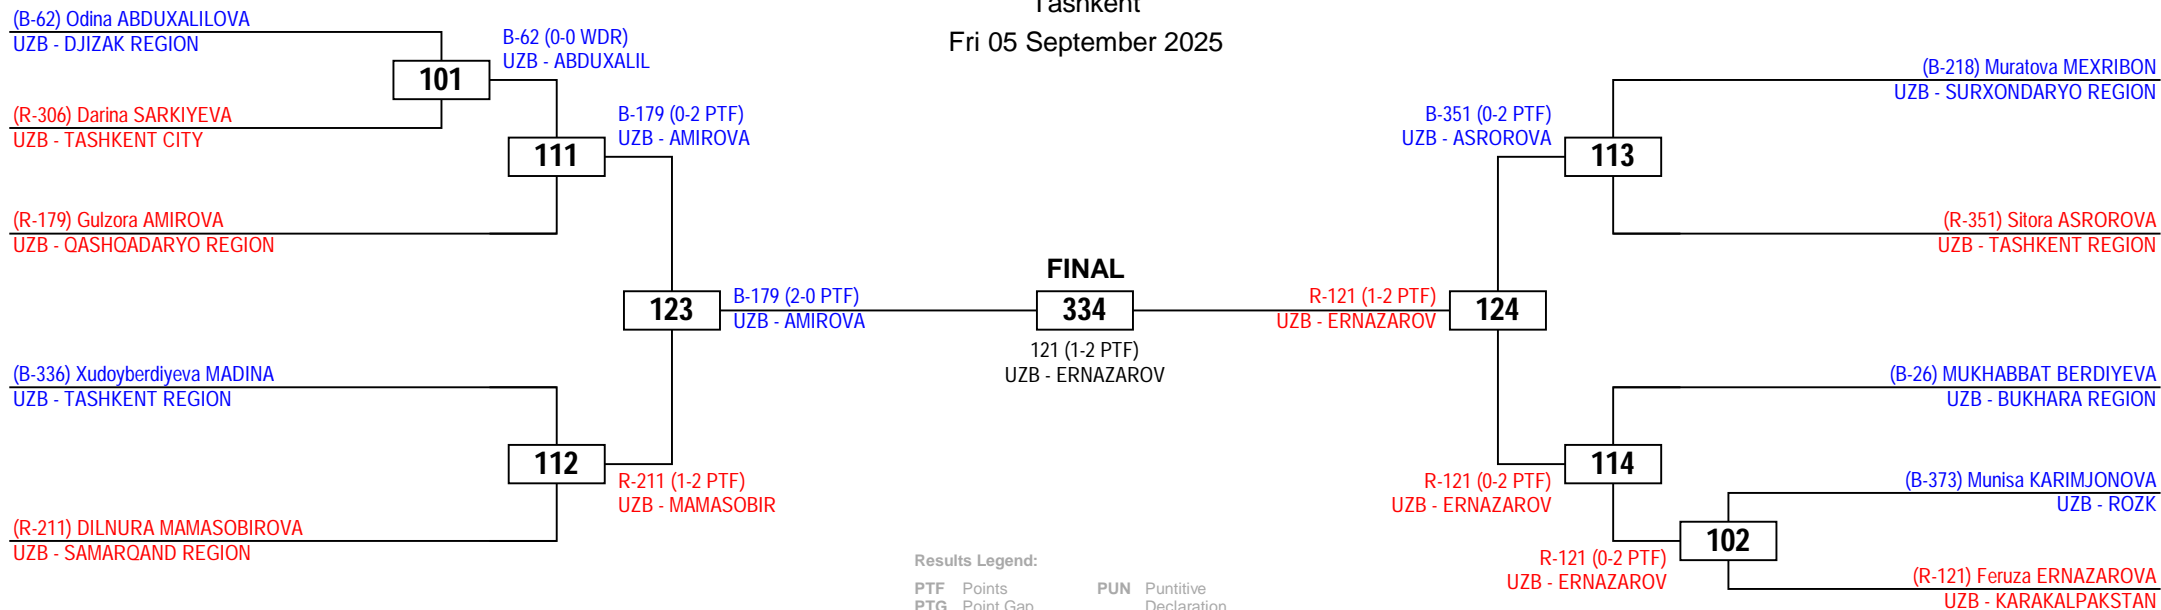 Tashkent
Fri 05 September 2025
(B-62) Odina ABDUXALILOVA
UZB - DJIZAK REGION
101
(R-306) Darina SARKIYEVA
UZB - TASHKENT CITY
B-62 (0-0 WDR)
UZB - ABDUXALIL
111
(R-179) Gulzora AMIROVA
UZB - QASHQADARYO REGION
B-179 (0-2 PTF)
UZB - AMIROVA
123
B-179 (2-0 PTF)
UZB - AMIROVA
(B-336) Xudoyberdiyeva MADINA
UZB - TASHKENT REGION
112
(R-211) DILNURA MAMASOBIROVA
UZB - SAMARQAND REGION
R-211 (1-2 PTF)
UZB - MAMASOBIR
FINAL
334
121 (1-2 PTF)
UZB - ERNAZAROV
(B-218) Muratova MEXRIBON
UZB - SURXONDARYO REGION
B-351 (0-2 PTF)
UZB - ASROROVA
113
(R-351) Sitora ASROROVA
UZB - TASHKENT REGION
R-121 (1-2 PTF)
UZB - ERNAZAROV
124
(B-26) MUKHABBAT BERDIYEVA
UZB - BUKHARA REGION
114
R-121 (0-2 PTF)
UZB - ERNAZAROV
(B-373) Munisa KARIMJONOVA
UZB - ROZK
102
R-121 (0-2 PTF)
UZB - ERNAZAROV
(R-121) Feruza ERNAZAROVA
UZB - KARAKALPAKSTAN
Results Legend:
PTF Points PUN Puntitive
PTG Point Gap Declaration